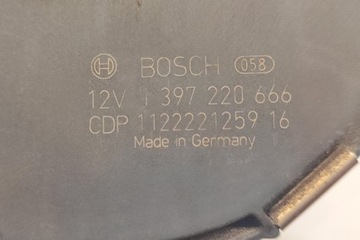 BOSCH 058
12V 1 397 220 666
CDP 1122221259 16
Made in Germany